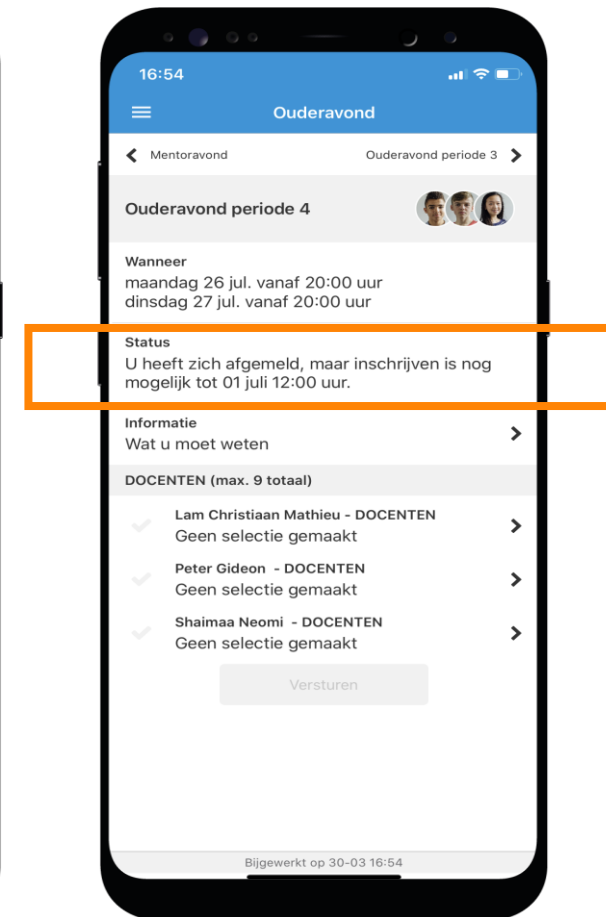 16:54
Ouderavond
Mentoravond
Ouderavond periode 3
Ouderavond periode 4
Wanneer
maandag 26 jul. vanaf 20:00 uur
dinsdag 27 jul. vanaf 20:00 uur
Status
U heeft zich afgemeld, maar inschrijven is nog
mogelijk tot 01 juli 12:00 uur.
Informatie
Wat u moet weten
DOCENTEN (max. 9 totaal)
Lam Christiaan Mathieu - DOCENTEN
Geen selectie gemaakt
Peter Gideon - DOCENTEN
Geen selectie gemaakt
Shaimaa Neomi - DOCENTEN
Geen selectie gemaakt
Versturen
Bijgewerkt op 30-03 16:54